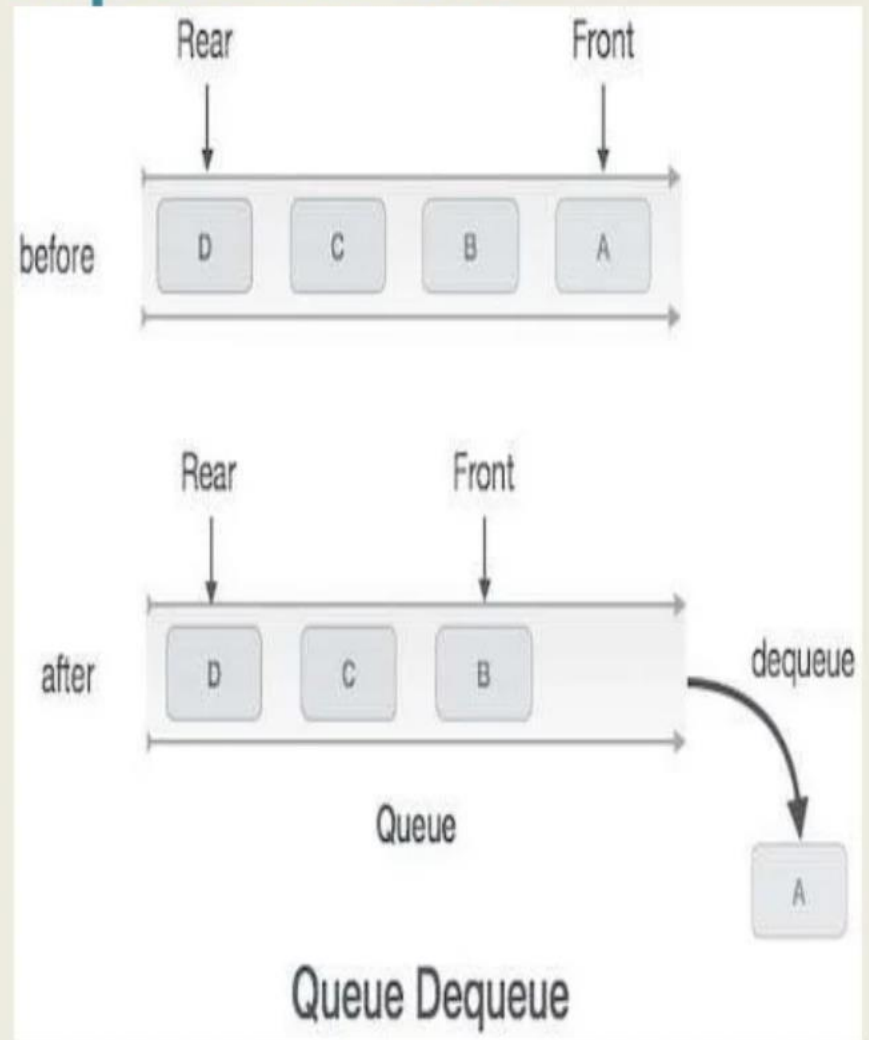 Rear Front
before D C B A
Rear Front
after D C B dequeue
Queue
A
Queue Dequeue